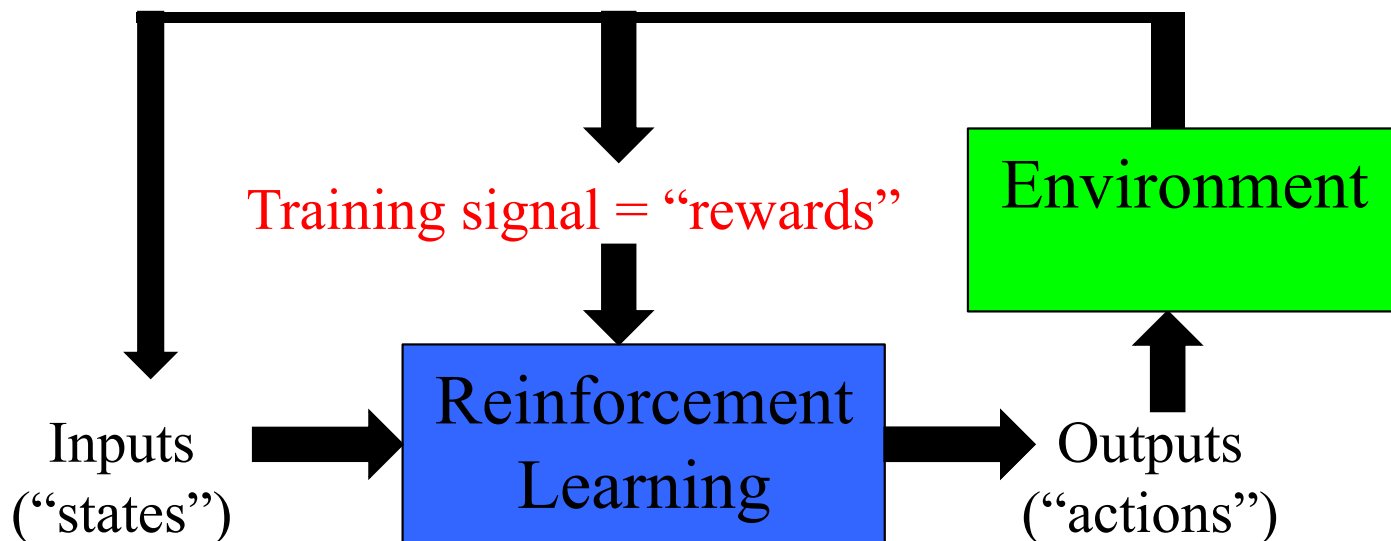 Training signal = “rewards”
Environment
Inputs
(“states”)
Reinforcement
Learning
Outputs
(“actions”)